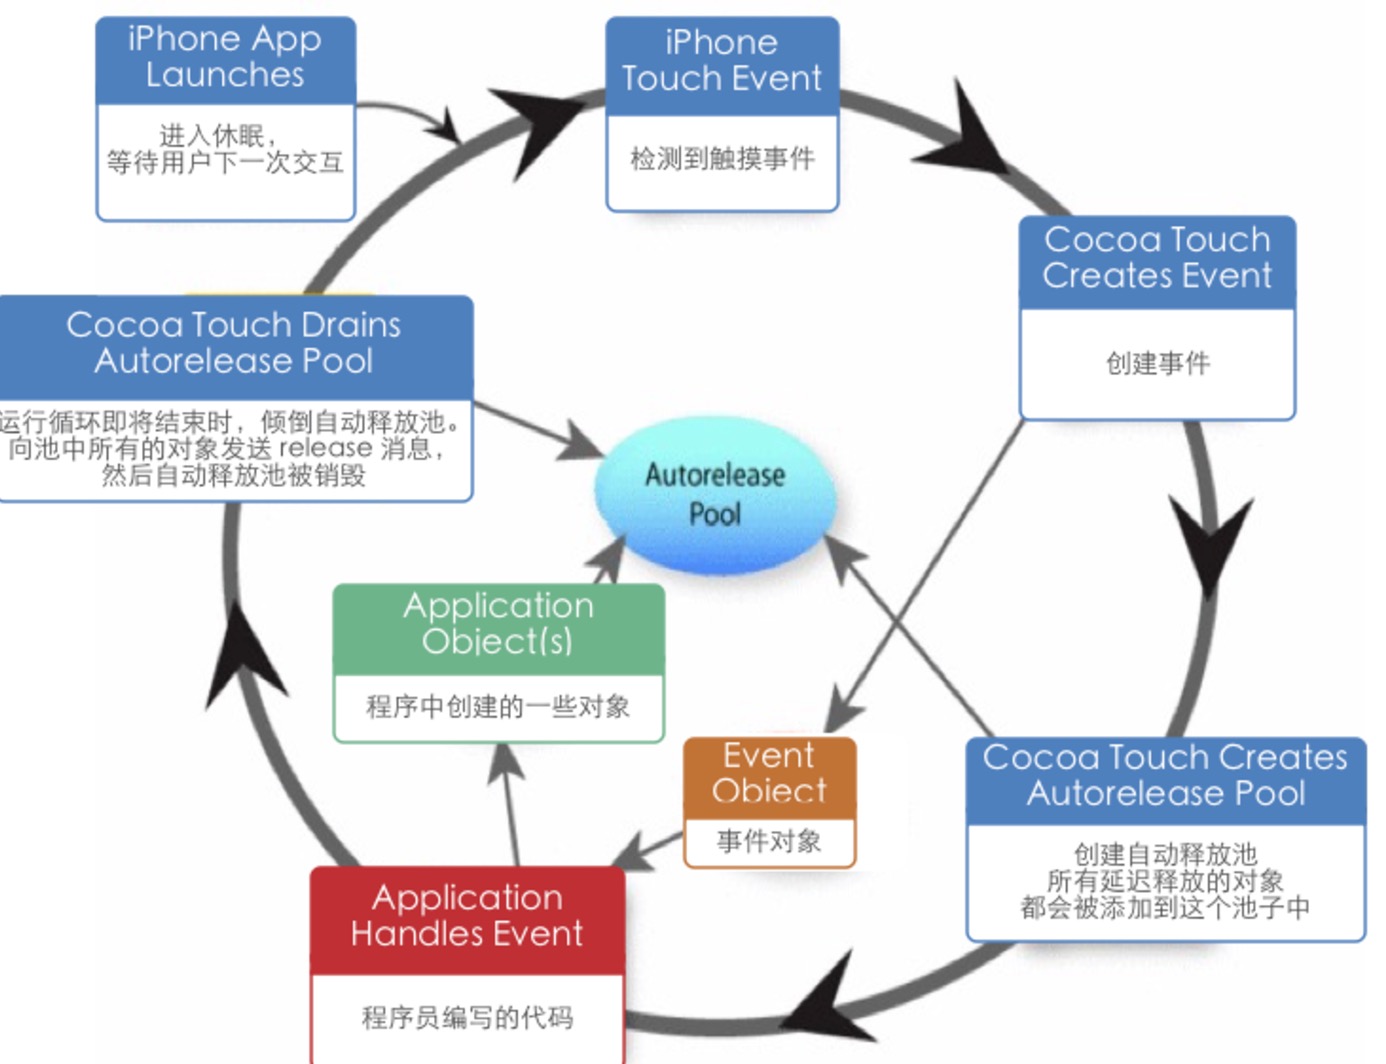 iPhone App
Launches
进入休眠，
等待用户下一次交互
iPhone
Touch Event
检测到触摸事件
Cocoa Touch
Creates Event
创建事件
Cocoa Touch Drains
Autorelease Pool
运行循环即将结束时，倾倒自动释放池。
向池中所有的对象发送 release 消息，
然后自动释放池被销毁
Autorelease
Pool
Application
Object(s)
程序中创建的一些对象
Event
Object
事件对象
Cocoa Touch Creates
Autorelease Pool
创建自动释放池
所有延迟释放的对象
都会被添加到这个池子中
Application
Handles Event
程序员编写的代码